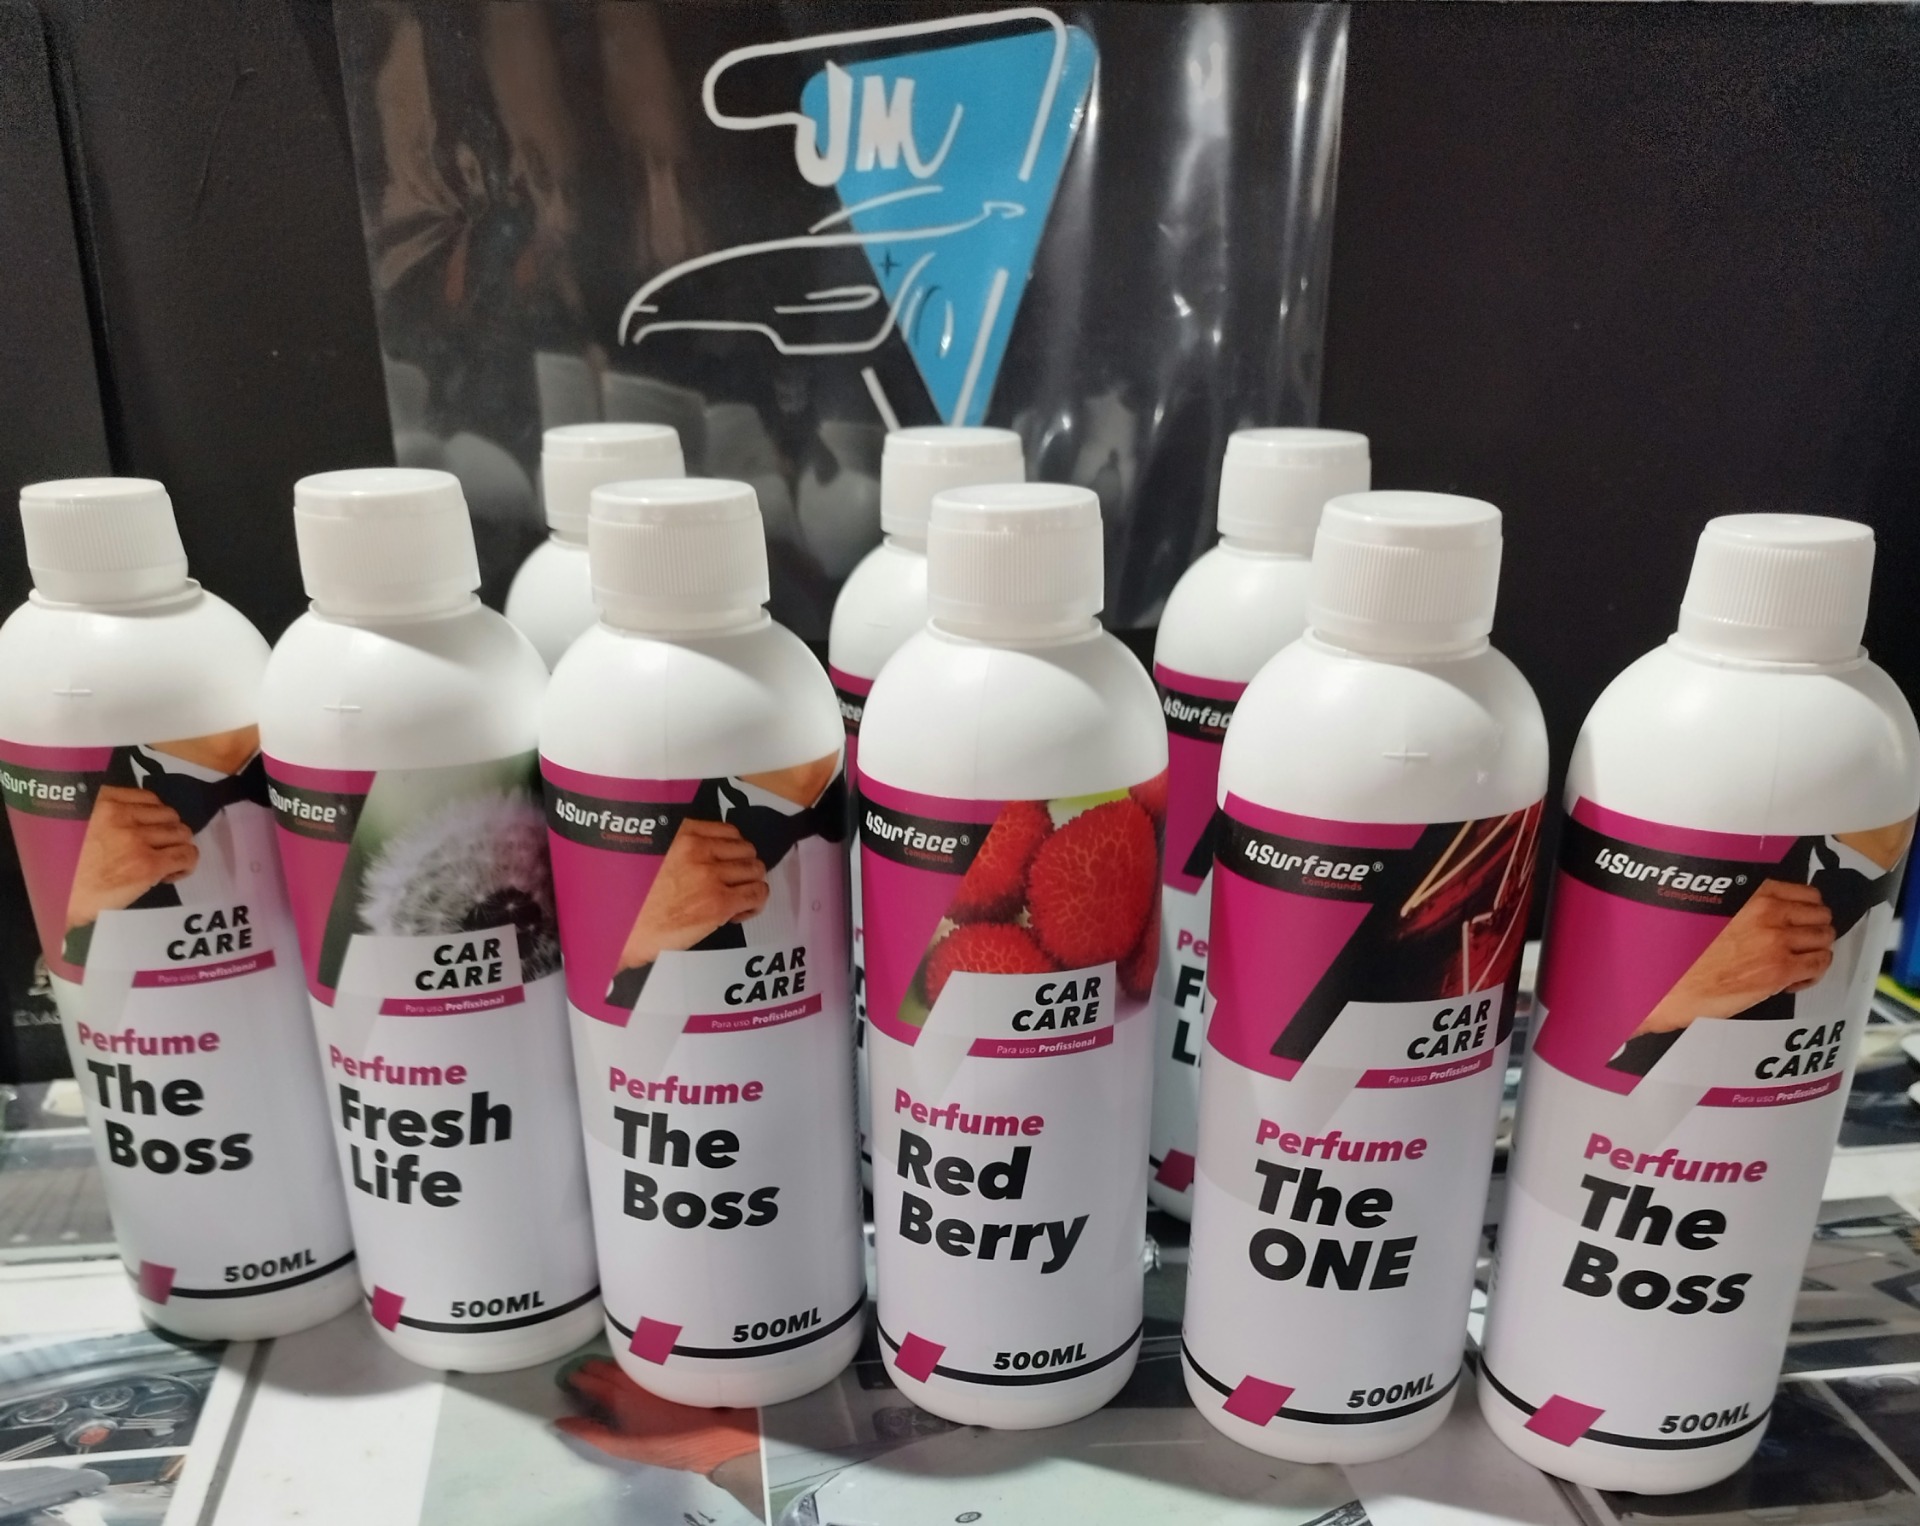 JM
4Surface®
Compounds
CAR
CARE
Para uso Profissional
Perfume
The
Boss
500ML
4Surface®
Compounds
CAR
CARE
Para uso Profissional
Perfume
Fresh
Life
500ML
4Surface®
Compounds
CAR
CARE
Para uso Profissional
Perfume
The
Boss
500ML
4Surface®
Compounds
CAR
CARE
Para uso Profissional
Perfume
Red
Berry
500ML
4Surface®
Compounds
CAR
CARE
Para uso Profissional
Perfume
The
ONE
500ML
4Surface®
Compounds
CAR
CARE
Para uso Profissional
Perfume
The
Boss
500ML